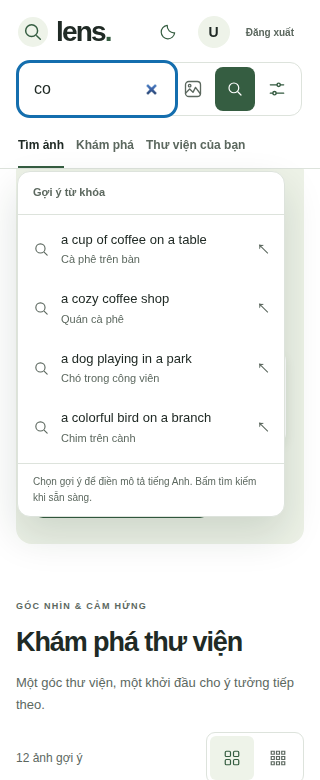 lens.
U
Đăng xuất
co
Tìm ảnh
Khám phá
Thư viện của bạn
Gợi ý từ khóa
a cup of coffee on a table
Cà phê trên bàn
a cozy coffee shop
Quán cà phê
a dog playing in a park
Chó trong công viên
a colorful bird on a branch
Chim trên cành
Chọn gợi ý để điền mô tả tiếng Anh. Bấm tìm kiếm
khi sẵn sàng.
GÓC NHÌN & CẢM HỨNG
Khám phá thư viện
Một góc thư viện, một khởi đầu cho ý tưởng tiếp
theo.
12 ảnh gợi ý